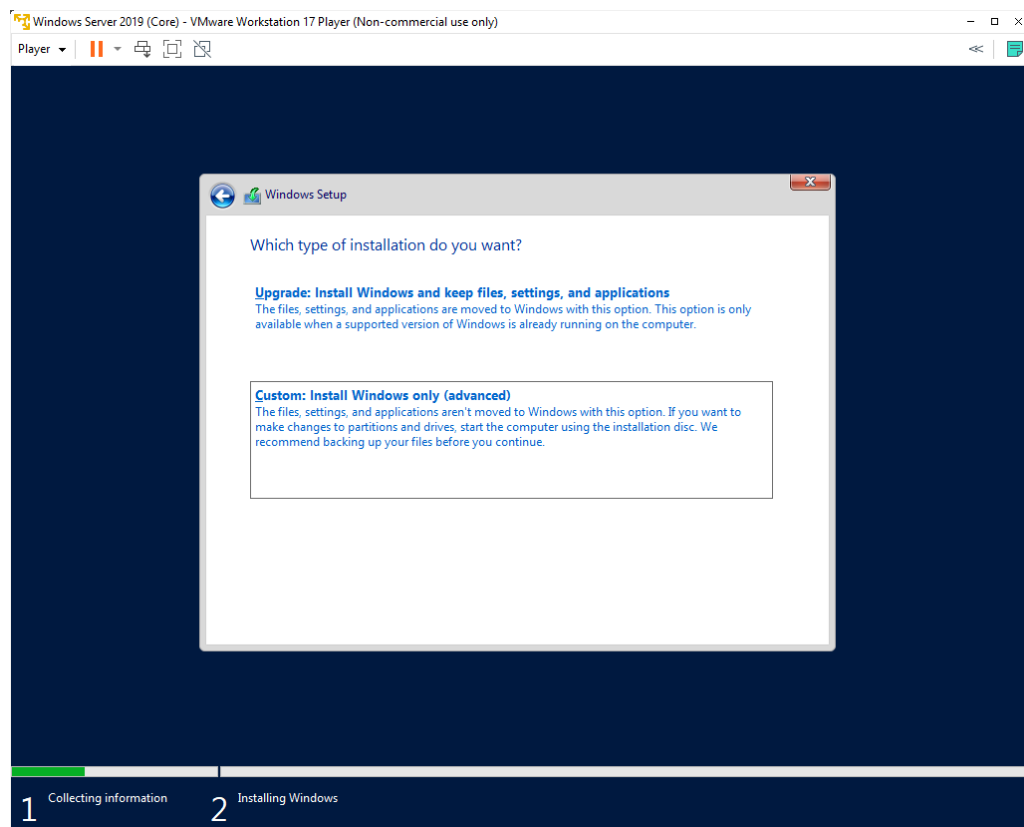 Windows Server 2019 (Core) - VMware Workstation 17 Player (Non-commercial use only)
Player
Windows Setup
Which type of installation do you want?
Upgrade: Install Windows and keep files, settings, and applications
The files, settings, and applications are moved to Windows with this option. This option is only
available when a supported version of Windows is already running on the computer.
Custom: Install Windows only (advanced)
The files, settings, and applications aren't moved to Windows with this option. If you want to
make changes to partitions and drives, start the computer using the installation disc. We
recommend backing up your files before you continue.
1 Collecting information
2 Installing Windows